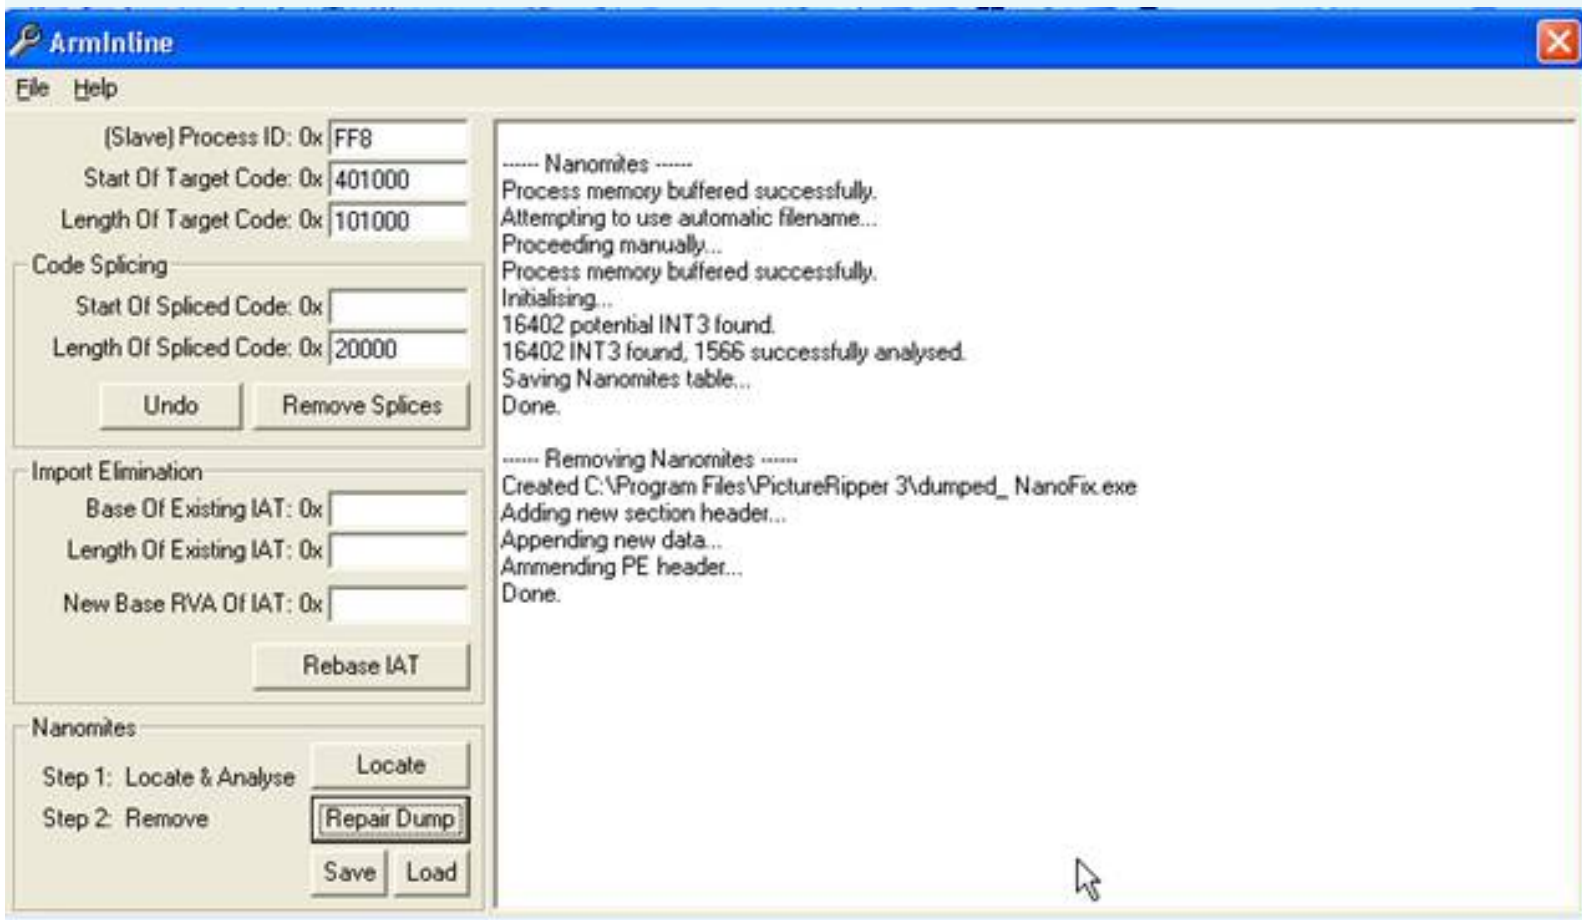 ArmInline
File Help
(Slave) Process ID: 0x FF8
Start Of Target Code: 0x 401000
Length Of Target Code: 0x 101000
Code Splicing
Start Of Spliced Code: 0x
Length Of Spliced Code: 0x 20000
Undo Remove Splices
Import Elimination
Base Of Existing IAT: 0x
Length Of Existing IAT: 0x
New Base RVA Of IAT: 0x
Rebase IAT
Nanomites
Step 1: Locate & Analyse Locate
Step 2: Remove Repair Dump
Save Load
------ Nanomites ------
Process memory buffered successfully.
Attempting to use automatic filename...
Proceeding manually...
Process memory buffered successfully.
Initialising...
16402 potential INT3 found.
16402 INT3 found, 1566 successfully analysed.
Saving Nanomites table...
Done.
------ Removing Nanomites ------
Created C:\Program Files\PictureRipper 3\dumped_ NanoFix.exe
Adding new section header...
Appending new data...
Ammending PE header...
Done.